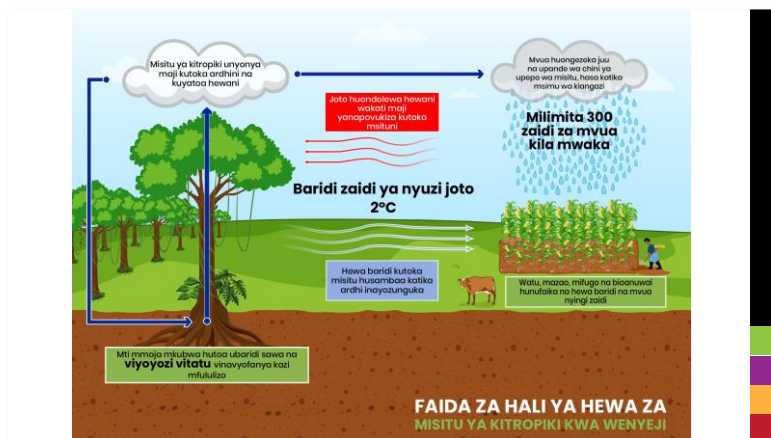 Misitu ya kitropiki unyonya
maji kutoka ardhini na
kuyatoa hewani
Mvua huongezeka juu
na upande wa chini ya
upepo wa misitu, hasa katika
msimu wa kiangazi
Joto huondolewa hewani
wakati maji
yanapovukiza kutoka
msituni
Milimita 300
zaidi za mvua
kila mwaka
Baridi zaidi ya nyuzi joto
2°C
Hewa baridi kutoka
misitu husambao katika
ardhi inayozunguka
Watu, mazao, mifugo na bioanuwai
hunufaika na hewa baridi na mvua
nyingi zaidi
Mti mmoja mkubwa hutoa ubaridi sawa na
viyoyozi vitatu vinavyofanya kazi
mfululizo
FAIDA ZA HALI YA HEWA ZA
MISITU YA KITROPIKI KWA WENYEJI